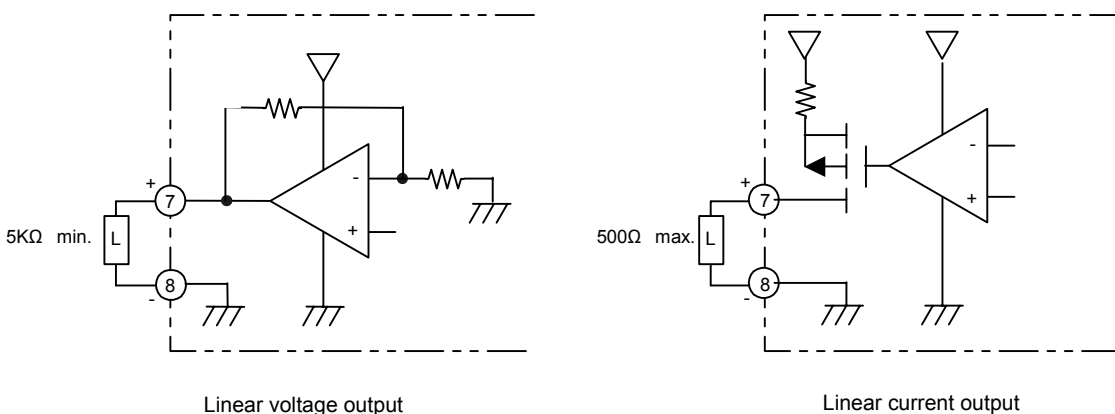 +
7
5KΩ min.
L
8
-
-
+
Linear voltage output
+
7
500Ω max.
L
8
-
-
+
Linear current output